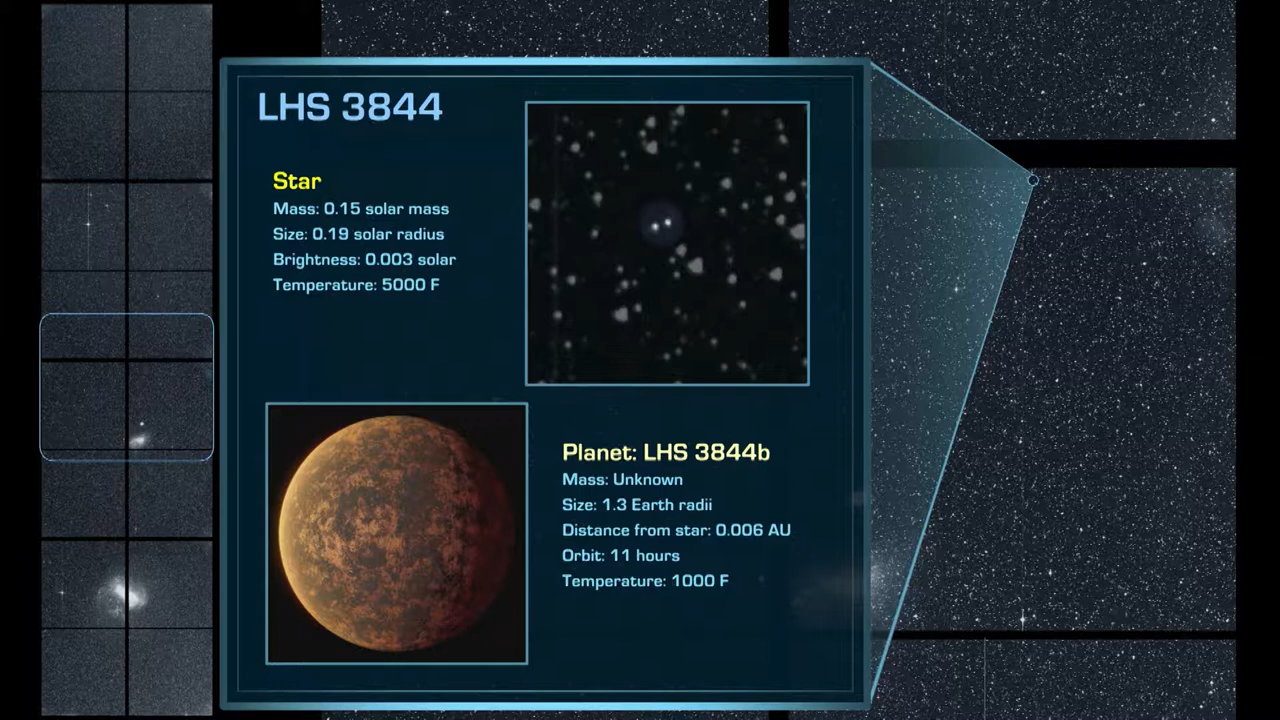 LHS 3844
Star
Mass: 0.15 solar mass
Size: 0.19 solar radius
Brightness: 0.003 solar
Temperature: 5000 F
Planet: LHS 3844b
Mass: Unknown
Size: 1.3 Earth radii
Distance from star: 0.006 AU
Orbit: 11 hours
Temperature: 1000 F